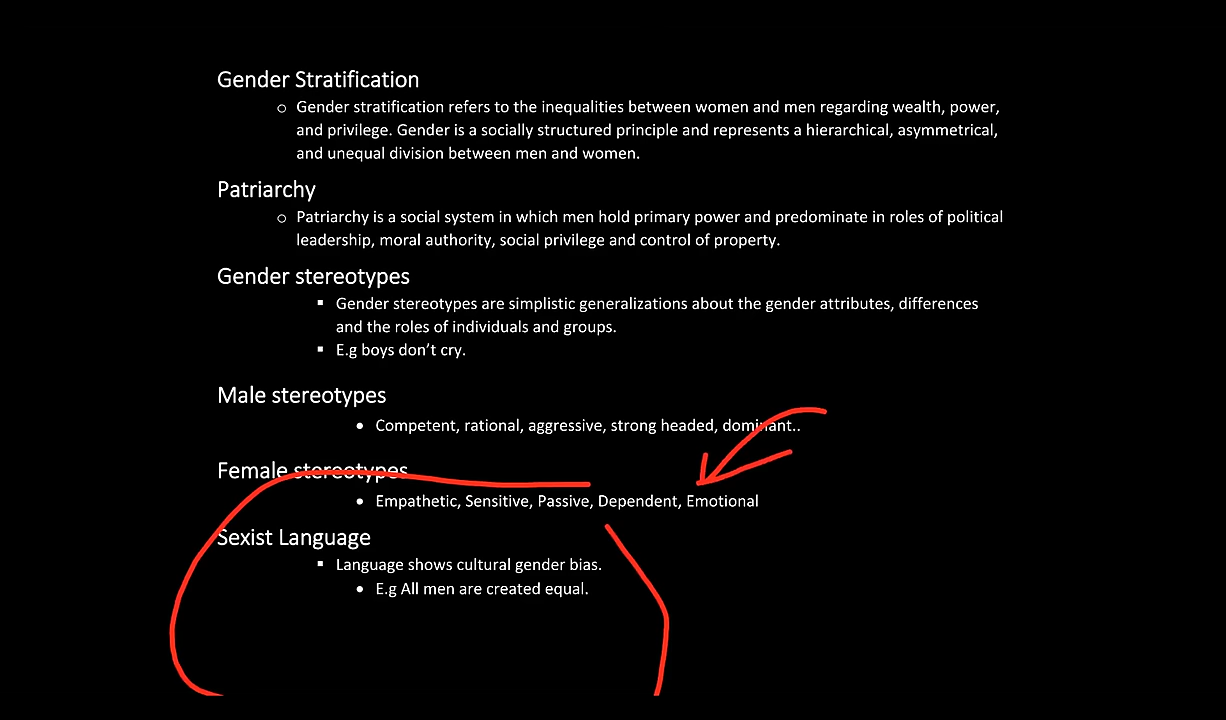 Gender Stratification
○ Gender stratification refers to the inequalities between women and men regarding wealth, power,
and privilege. Gender is a socially structured principle and represents a hierarchical, asymmetrical,
and unequal division between men and women.
Patriarchy
○ Patriarchy is a social system in which men hold primary power and predominate in roles of political
leadership, moral authority, social privilege and control of property.
Gender stereotypes
▪ Gender stereotypes are simplistic generalizations about the gender attributes, differences
and the roles of individuals and groups.
▪ E.g boys don’t cry.
Male stereotypes
• Competent, rational, aggressive, strong headed, dominant..
Female stereotypes
• Empathetic, Sensitive, Passive, Dependent, Emotional
Sexist Language
▪ Language shows cultural gender bias.
• E.g All men are created equal.